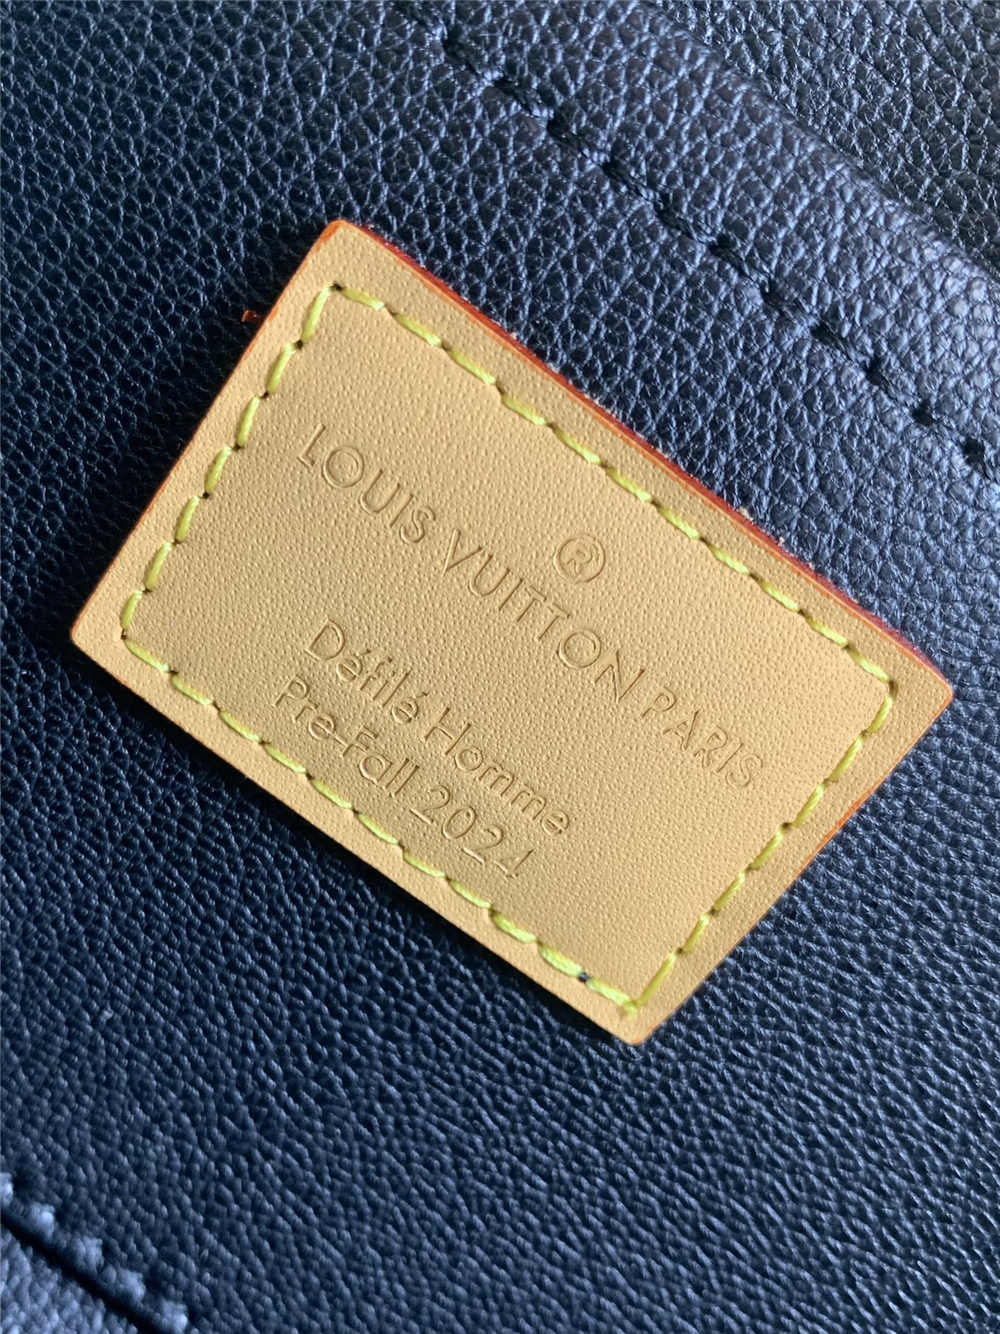 ®
LOUIS VUITTON PARIS
Défilé Homme
Pre-Fall 2024